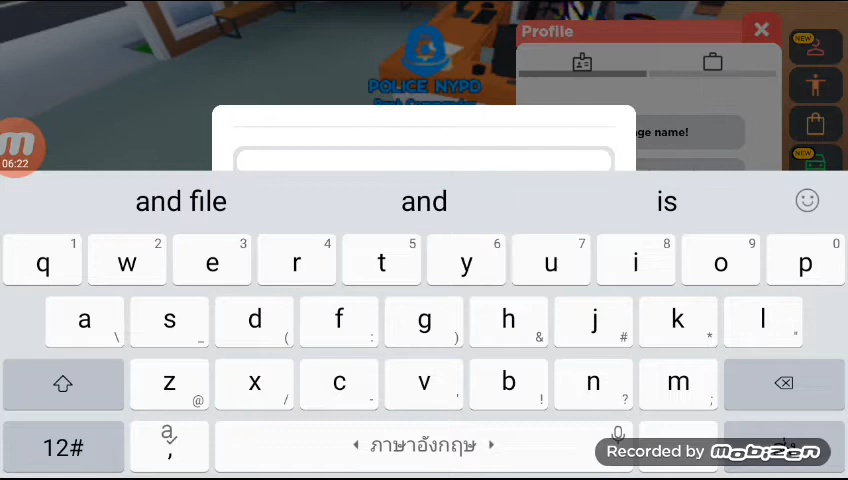 Profile
NEW
POLICE NYPD
ge name!
NEW
06:22
and file and is
q 1 w 2 e 3 r 4 t 5 y 6 u 7 i 8 o 9 p 0
a \ s _ d ( f : g ) h & j # k * l "
z @ x / c - v ' b ! n ? m ;
12# , ภาษาอังกฤษ
Recorded by MOBIZEN